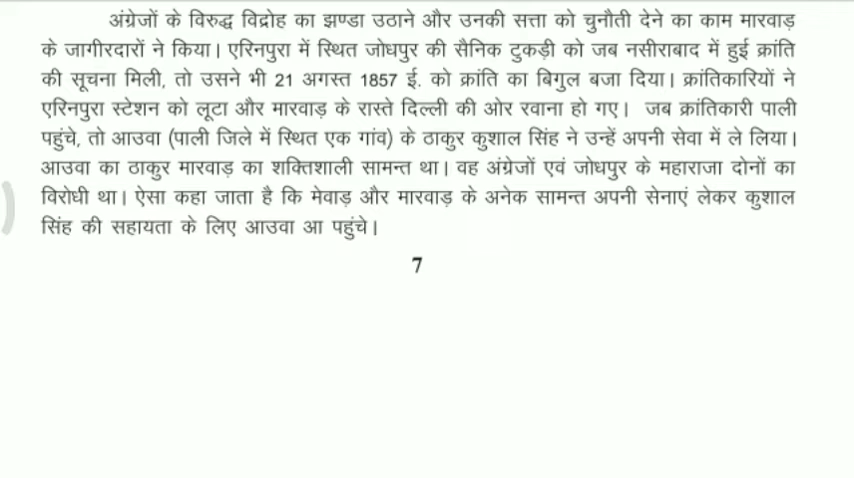 अंग्रेजों के विरुद्ध विद्रोह का झण्डा उठाने और उनकी सत्ता को चुनौती देने का काम मारवाड़
के जागीरदारों ने किया। एरिनपुरा में स्थित जोधपुर की सैनिक टुकड़ी को जब नसीराबाद में हुई क्रांति
की सूचना मिली, तो उसने भी 21 अगस्त 1857 ई. को क्रांति का बिगुल बजा दिया। क्रांतिकारियों ने
एरिनपुरा स्टेशन को लूटा और मारवाड़ के रास्ते दिल्ली की ओर रवाना हो गए। जब क्रांतिकारी पाली
पहुंचे, तो आउवा (पाली जिले में स्थित एक गांव) के ठाकुर कुशाल सिंह ने उन्हें अपनी सेवा में ले लिया।
आउवा का ठाकुर मारवाड़ का शक्तिशाली सामन्त था। वह अंग्रेजों एवं जोधपुर के महाराजा दोनों का
विरोधी था। ऐसा कहा जाता है कि मेवाड़ और मारवाड़ के अनेक सामन्त अपनी सेनाएं लेकर कुशाल
सिंह की सहायता के लिए आउवा आ पहुंचे।
7